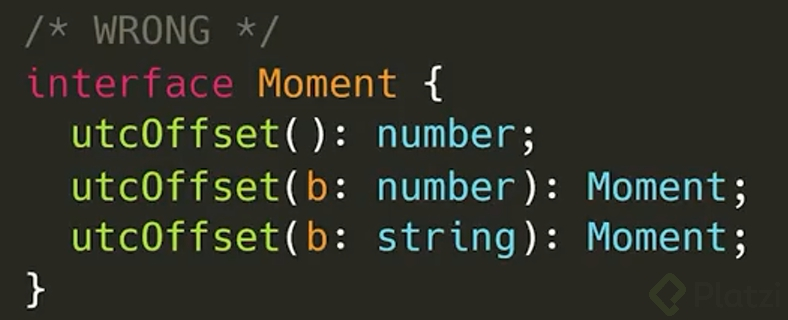 /* WRONG */
interface Moment {
  utcOffset(): number;
  utcOffset(b: number): Moment;
  utcOffset(b: string): Moment;
}
Platzi